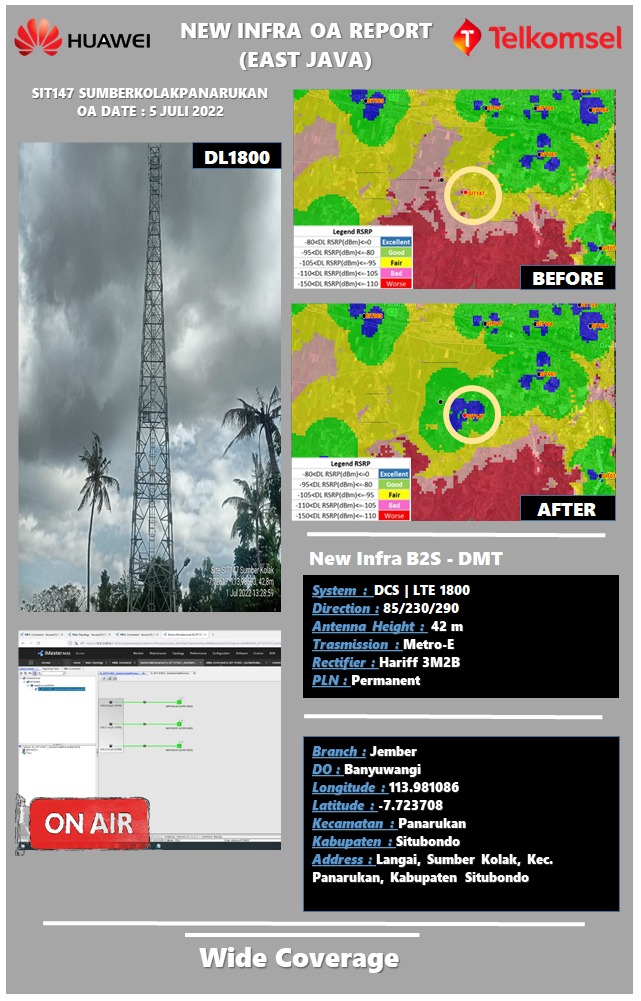 HUAWEI
NEW INFRA OA REPORT
(EAST JAVA)
T Telkomsel
SIT147 SUMBERKOLAKPANARUKAN
OA DATE : 5 JULI 2022
DL1800
SIT147
Legend RSRP
-80<DL RSRP(dBm)<=0 Excellent
-95<DL RSRP(dBm)<=-80 Good
-105<DL RSRP(dBm)<=-95 Fair
-110<DL RSRP(dBm)<=-105 Bad
-150<DL RSRP(dBm)<=-110 Worse
BEFORE
Legend RSRP
-80<DL RSRP(dBm)<=0 Excellent
-95<DL RSRP(dBm)<=-80 Good
-105<DL RSRP(dBm)<=-95 Fair
-110<DL RSRP(dBm)<=-105 Bad
-150<DL RSRP(dBm)<=-110 Worse
AFTER
Site SIT147 Sumber Kolak
1 Jul 2022 13:28:59
New Infra B2S - DMT
System : DCS | LTE 1800
Direction : 85/230/290
Antenna Height : 42 m
Trasmission : Metro-E
Rectifier : Hariff 3M2B
PLN : Permanent
iMaster MAE
ON AIR
Branch : Jember
DO : Banyuwangi
Longitude : 113.981086
Latitude : -7.723708
Kecamatan : Panarukan
Kabupaten : Situbondo
Address : Langai, Sumber Kolak, Kec.
Panarukan, Kabupaten Situbondo
Wide Coverage